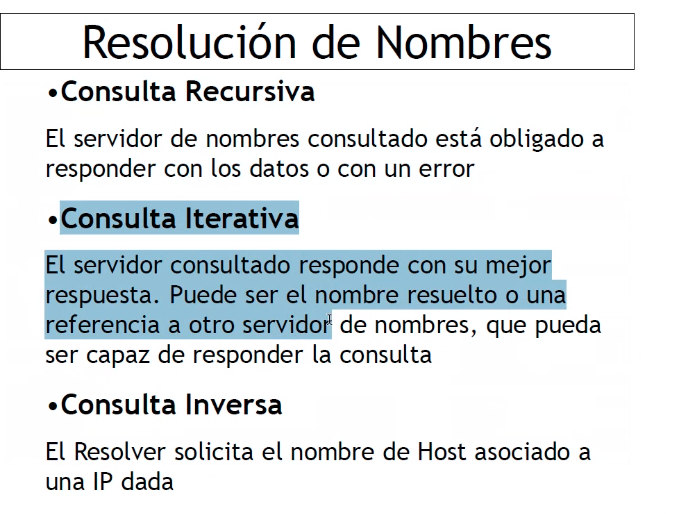 Resolución de Nombres
•Consulta Recursiva
El servidor de nombres consultado está obligado a
responder con los datos o con un error
•Consulta Iterativa
El servidor consultado responde con su mejor
respuesta. Puede ser el nombre resuelto o una
referencia a otro servidor de nombres, que pueda
ser capaz de responder la consulta
•Consulta Inversa
El Resolver solicita el nombre de Host asociado a
una IP dada